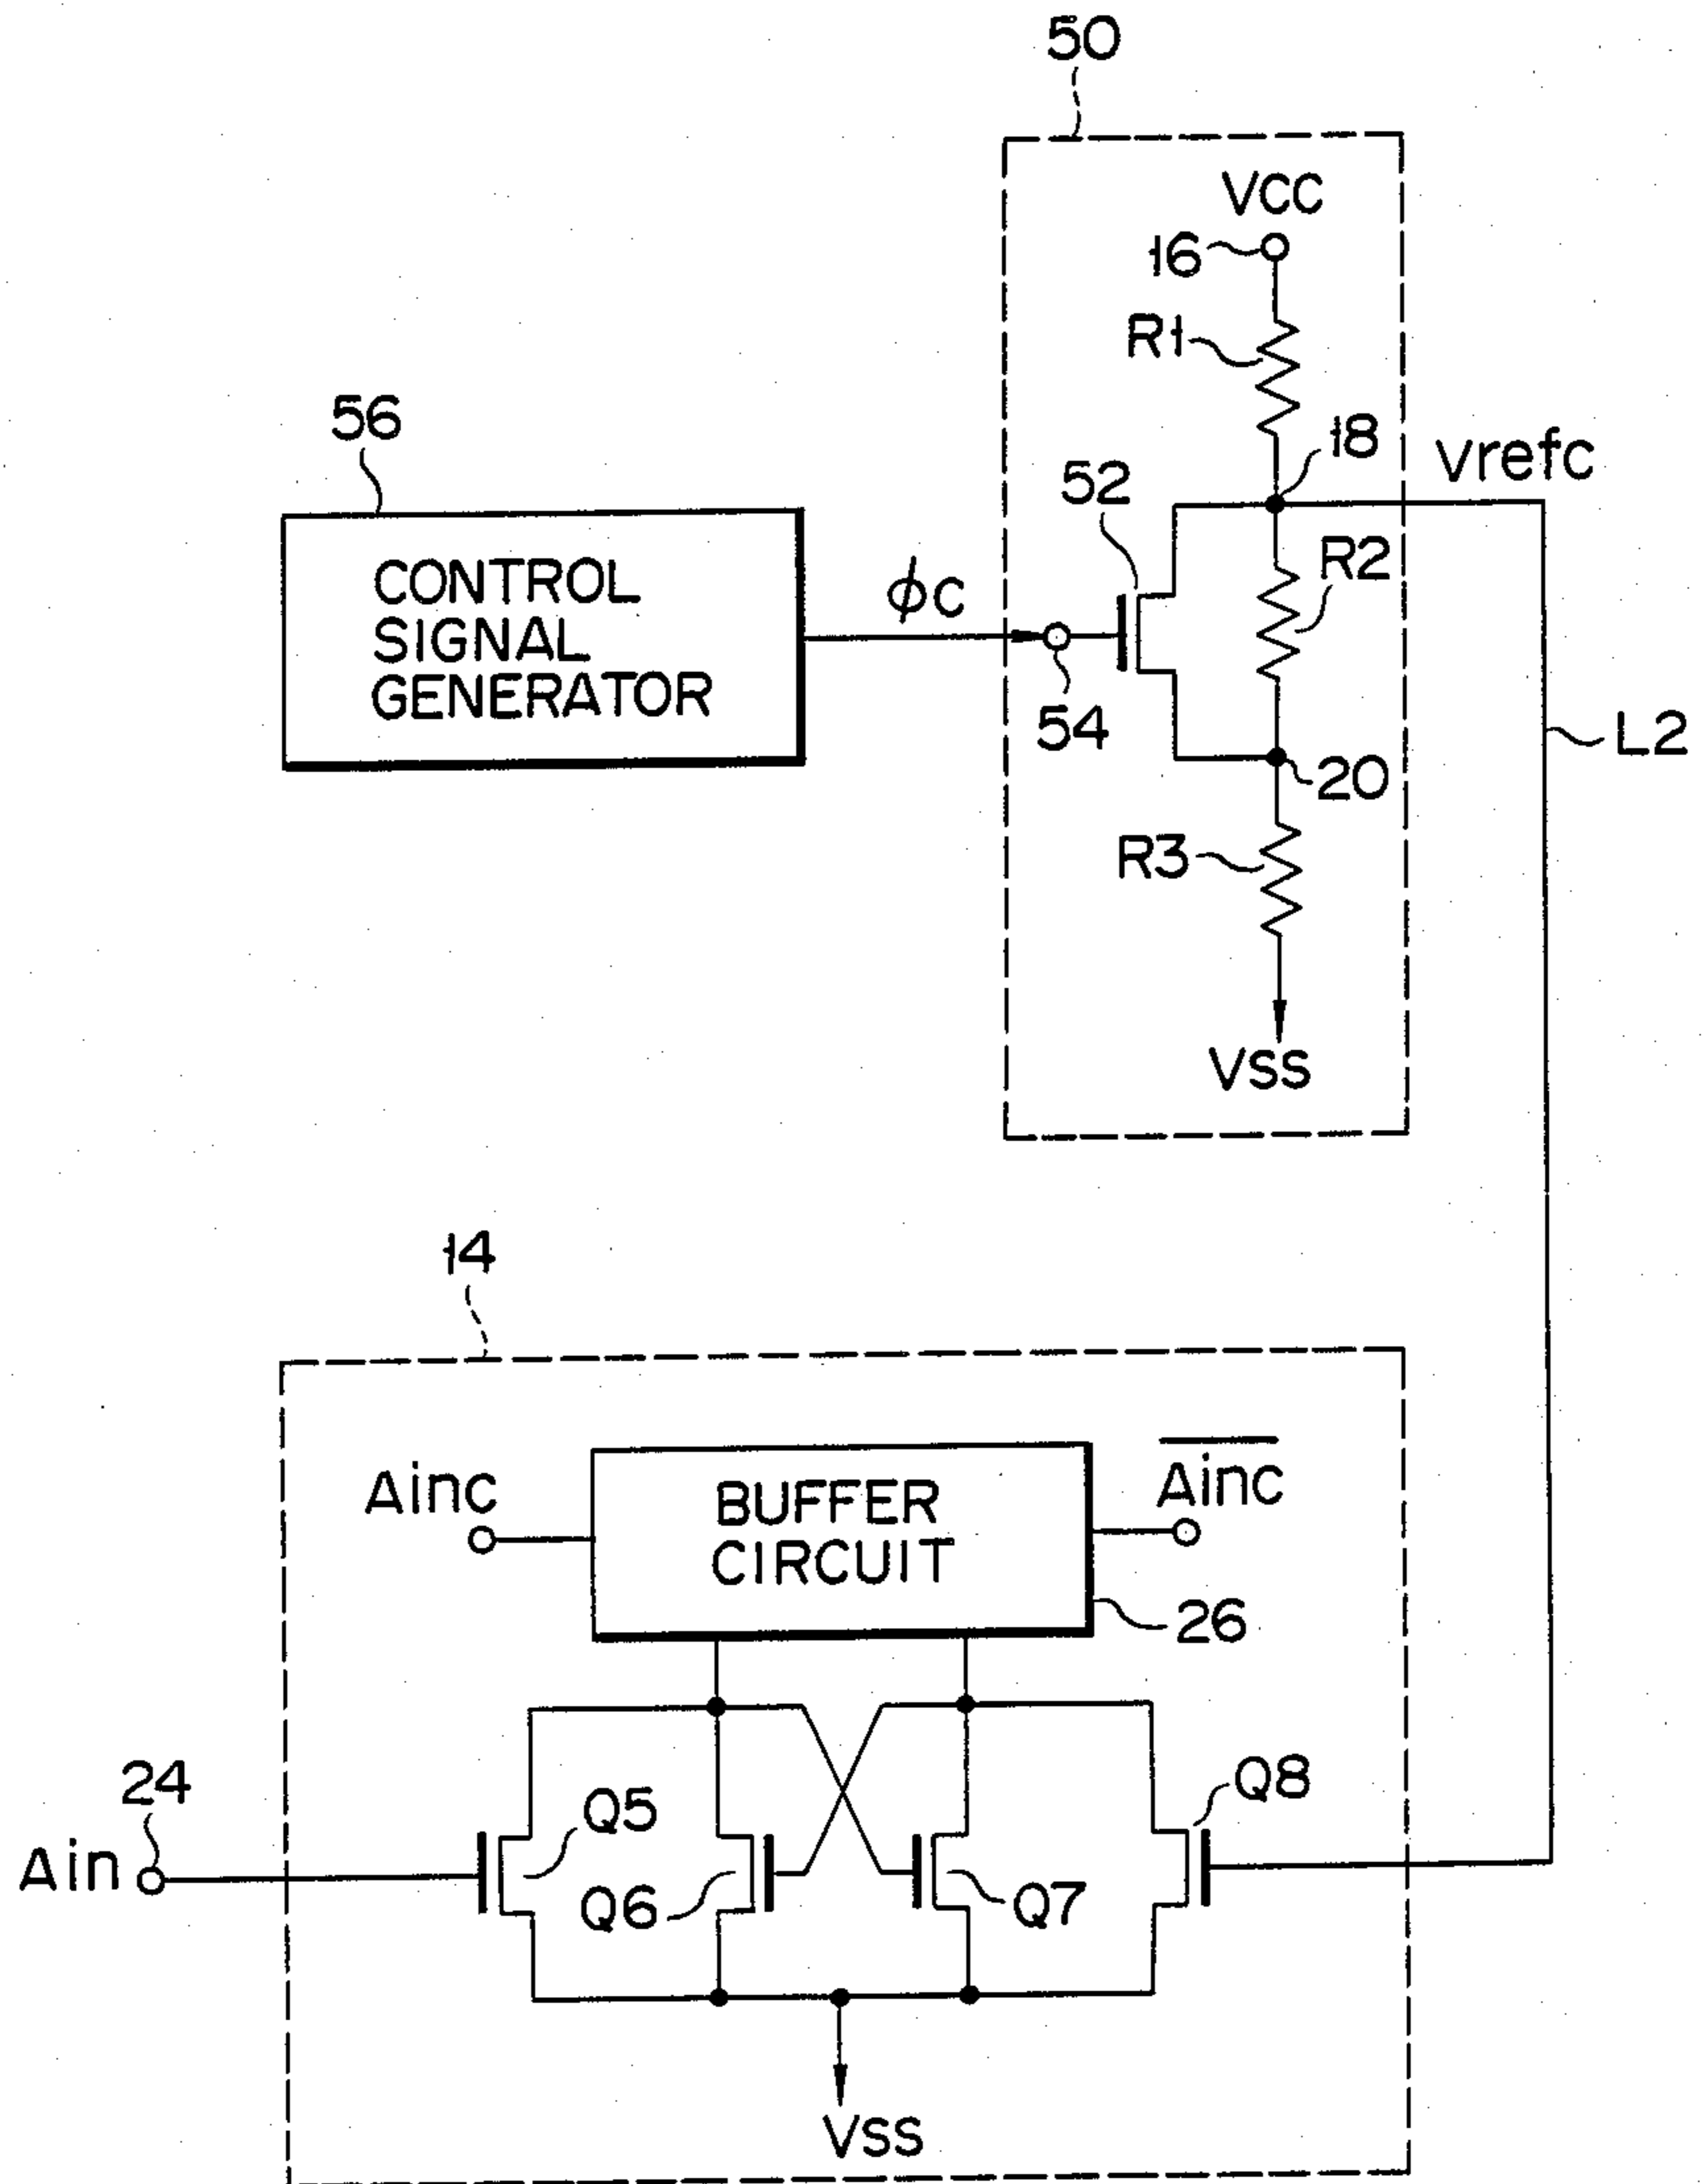 50
VCC
16
R1
56
18
Vrefc
52
R2
CONTROL
SIGNAL
GENERATOR
ϕC
54
L2
20
R3
VSS
14
Ainc
BUFFER
CIRCUIT
A̅i̅n̅c̅
26
24
Q8
Q5
Ain
Q6
Q7
VSS